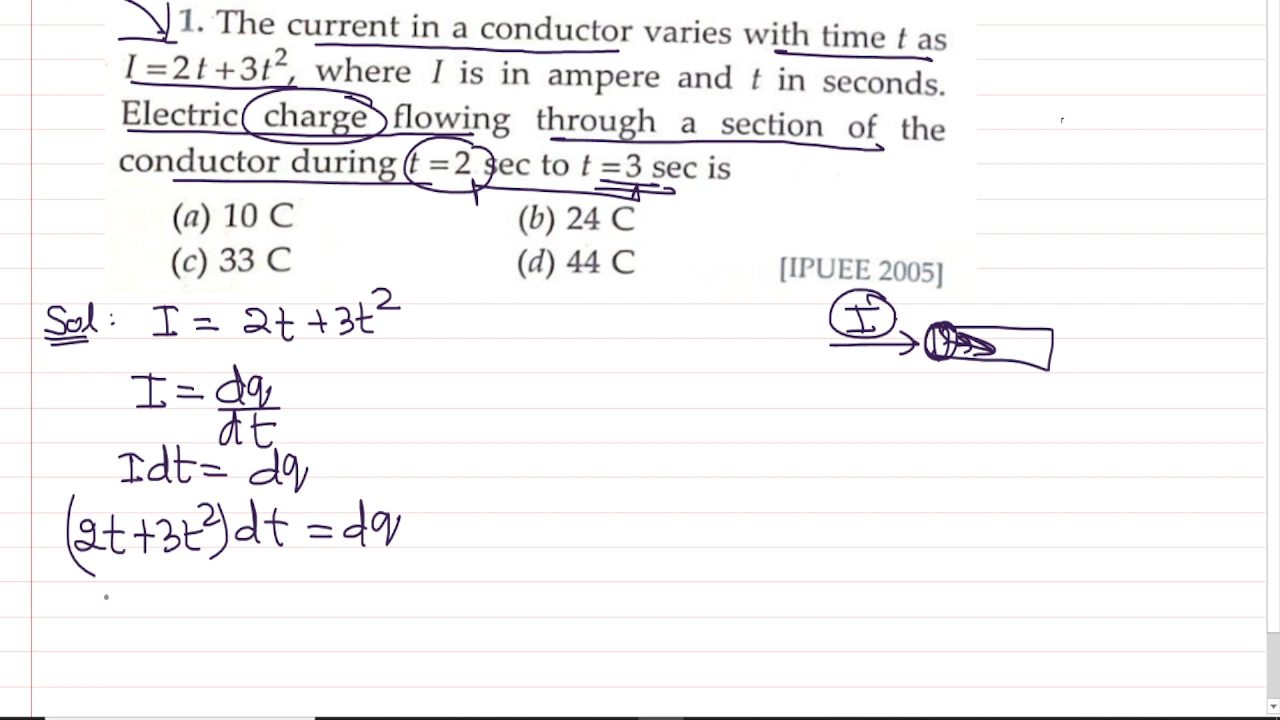 1. The current in a conductor varies with time t as
I = 2t + 3t², where I is in ampere and t in seconds.
Electric charge flowing through a section of the
conductor during t = 2 sec to t = 3 sec is
(a) 10 C (b) 24 C
(c) 33 C (d) 44 C
[IPUEE 2005]
Sol: I = 2t + 3t²
I
I = dq/dt
Idt = dq
(2t + 3t²) dt = dq